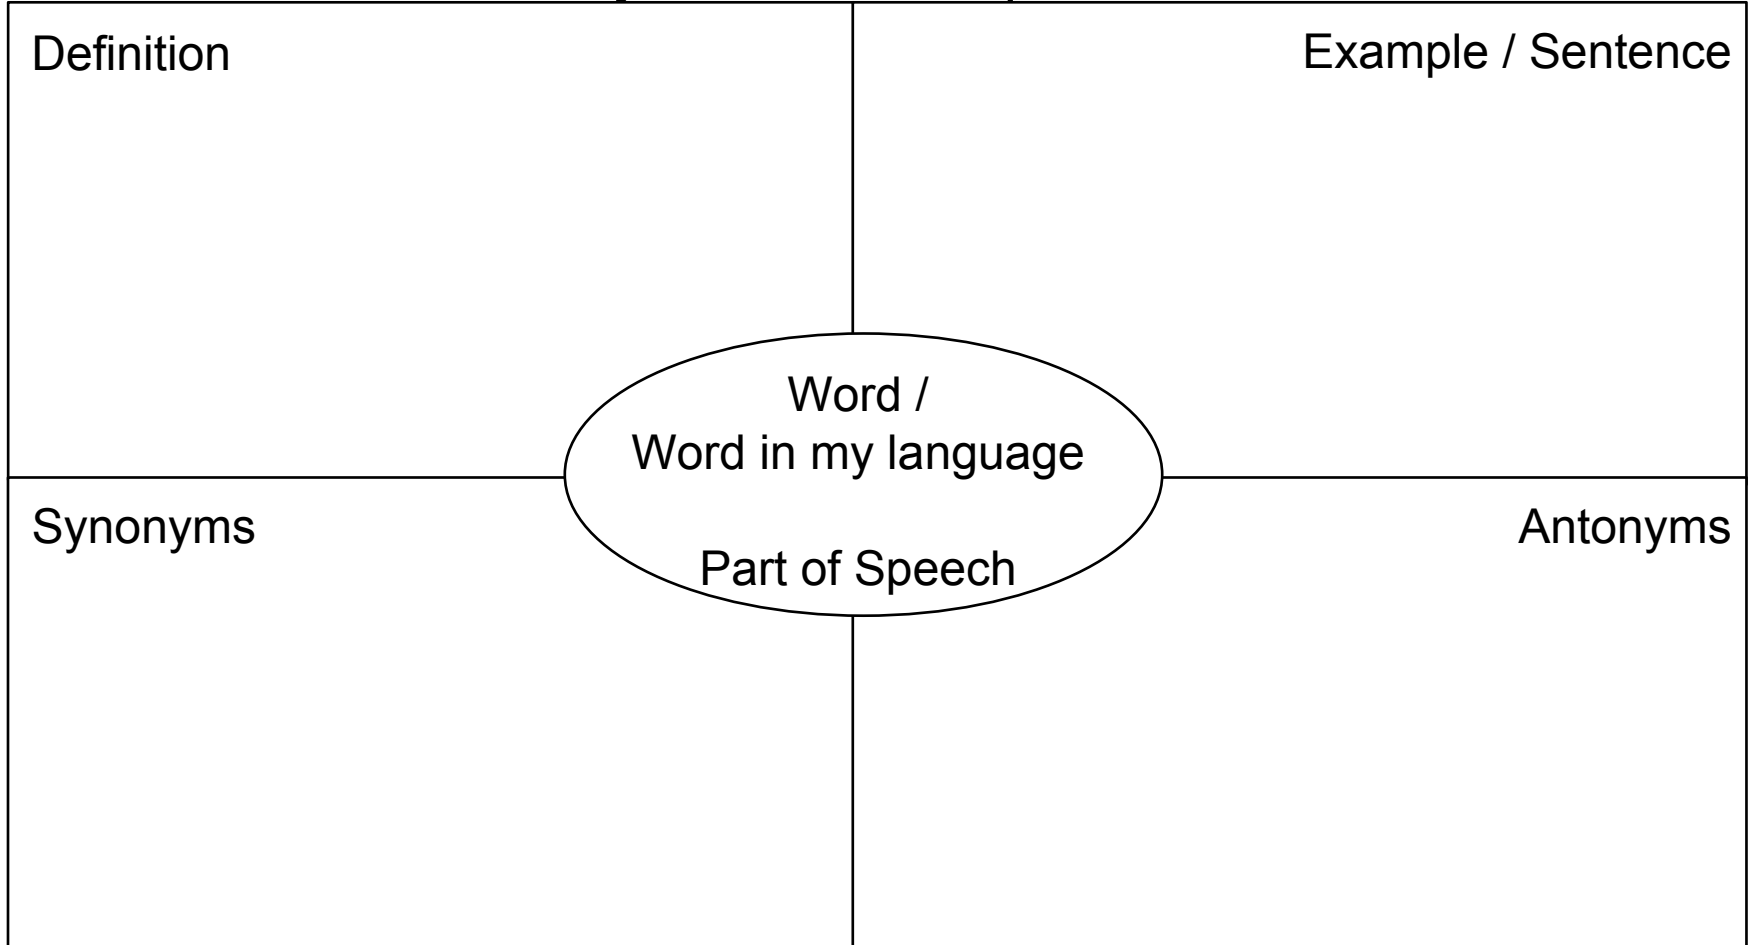 Definition
Example / Sentence
Word /
Word in my language
Part of Speech
Synonyms
Antonyms